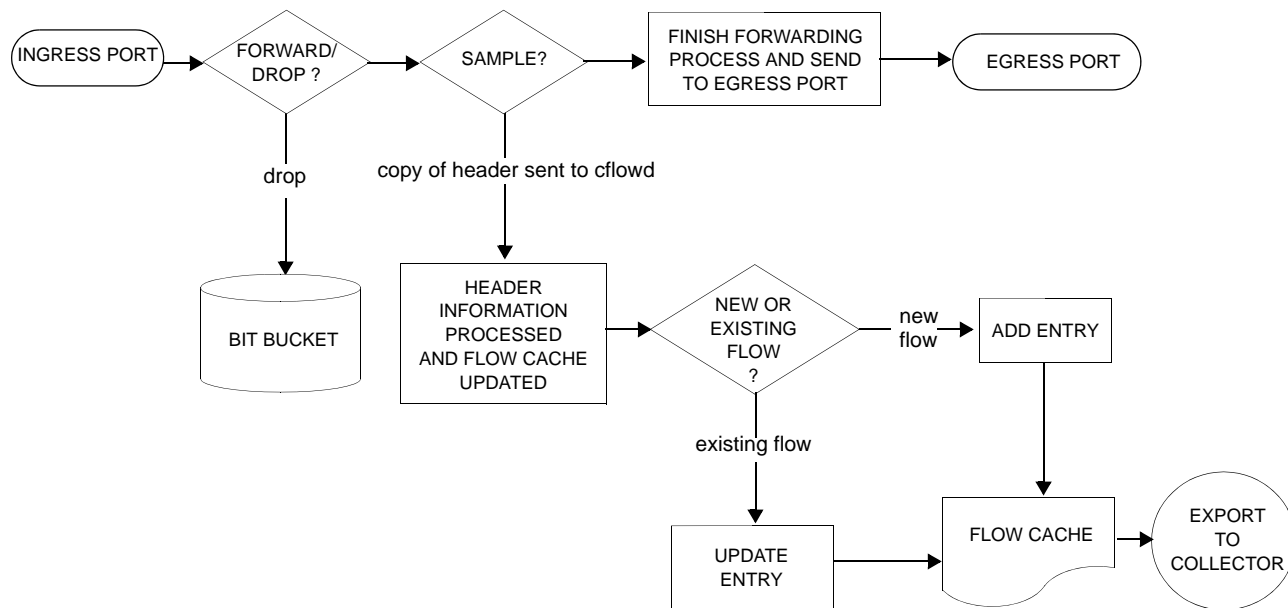 INGRESS PORT
FORWARD/
DROP ?
SAMPLE?
FINISH FORWARDING
PROCESS AND SEND
TO EGRESS PORT
EGRESS PORT
drop
copy of header sent to cflowd
BIT BUCKET
HEADER
INFORMATION
PROCESSED
AND FLOW CACHE
UPDATED
NEW OR
EXISTING
FLOW
?
new
flow
ADD ENTRY
existing flow
UPDATE
ENTRY
FLOW CACHE
EXPORT
TO
COLLECTOR